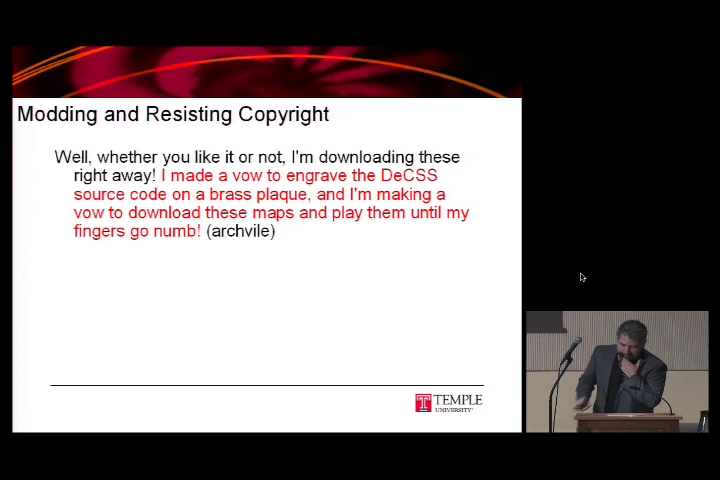 Modding and Resisting Copyright
Well, whether you like it or not, I'm downloading these
right away! I made a vow to engrave the DeCSS
source code on a brass plaque, and I'm making a
vow to download these maps and play them until my
fingers go numb! (archvile)
TEMPLE
UNIVERSITY®